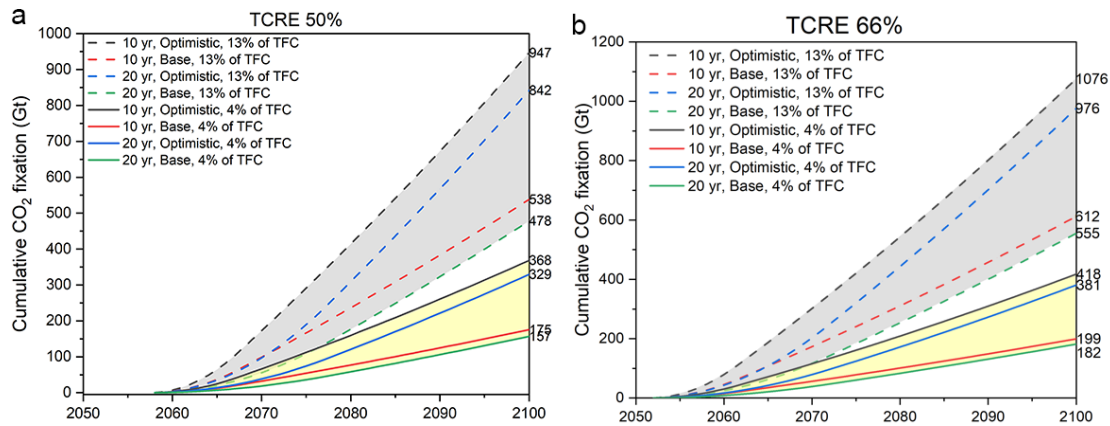 a
TCRE 50%
Cumulative CO2 fixation (Gt)
1000
900
800
700
600
500
400
300
200
100
0
10 yr, Optimistic, 13% of TFC
10 yr, Base, 13% of TFC
20 yr, Optimistic, 13% of TFC
20 yr, Base, 13% of TFC
10 yr, Optimistic, 4% of TFC
10 yr, Base, 4% of TFC
20 yr, Optimistic, 4% of TFC
20 yr, Base, 4% of TFC
947
842
538
478
368
329
175
157
2050 2060 2070 2080 2090 2100
b
TCRE 66%
Cumulative CO2 fixation (Gt)
1200
1000
800
600
400
200
0
10 yr, Optimistic, 13% of TFC
10 yr, Base, 13% of TFC
20 yr, Optimistic, 13% of TFC
20 yr, Base, 13% of TFC
10 yr, Optimistic, 4% of TFC
10 yr, Base, 4% of TFC
20 yr, Optimistic, 4% of TFC
20 yr, Base, 4% of TFC
1076
976
612
555
418
381
199
182
2050 2060 2070 2080 2090 2100